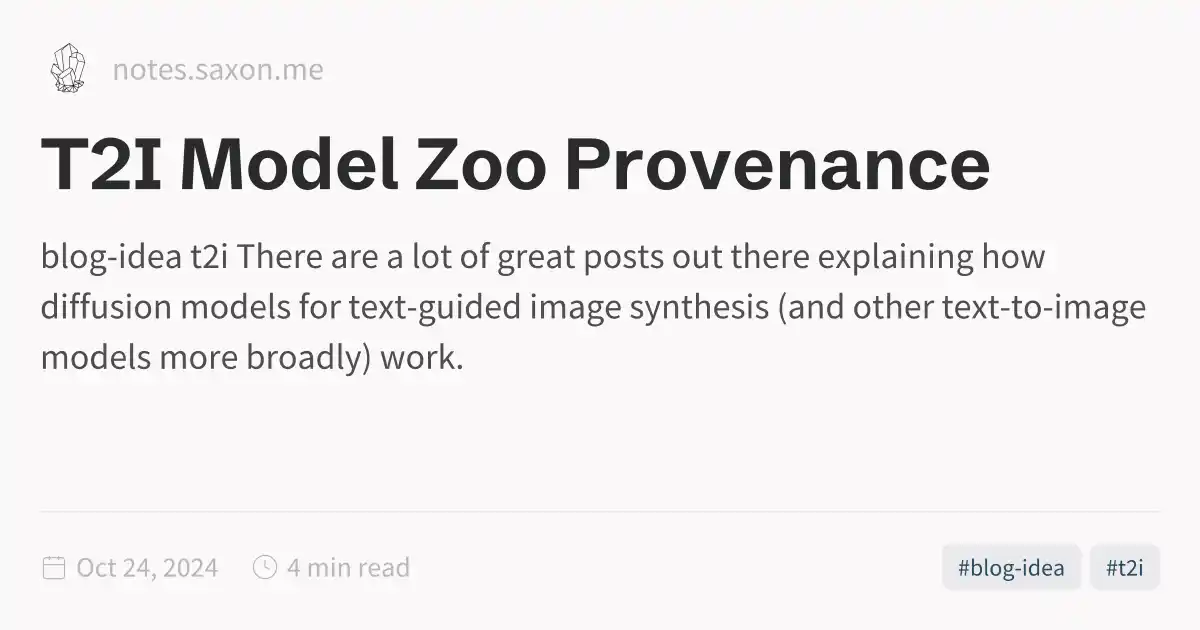 notes.saxon.me
T2I Model Zoo Provenance
blog-idea t2i There are a lot of great posts out there explaining how
diffusion models for text-guided image synthesis (and other text-to-image
models more broadly) work.
Oct 24, 2024 4 min read #blog-idea #t2i